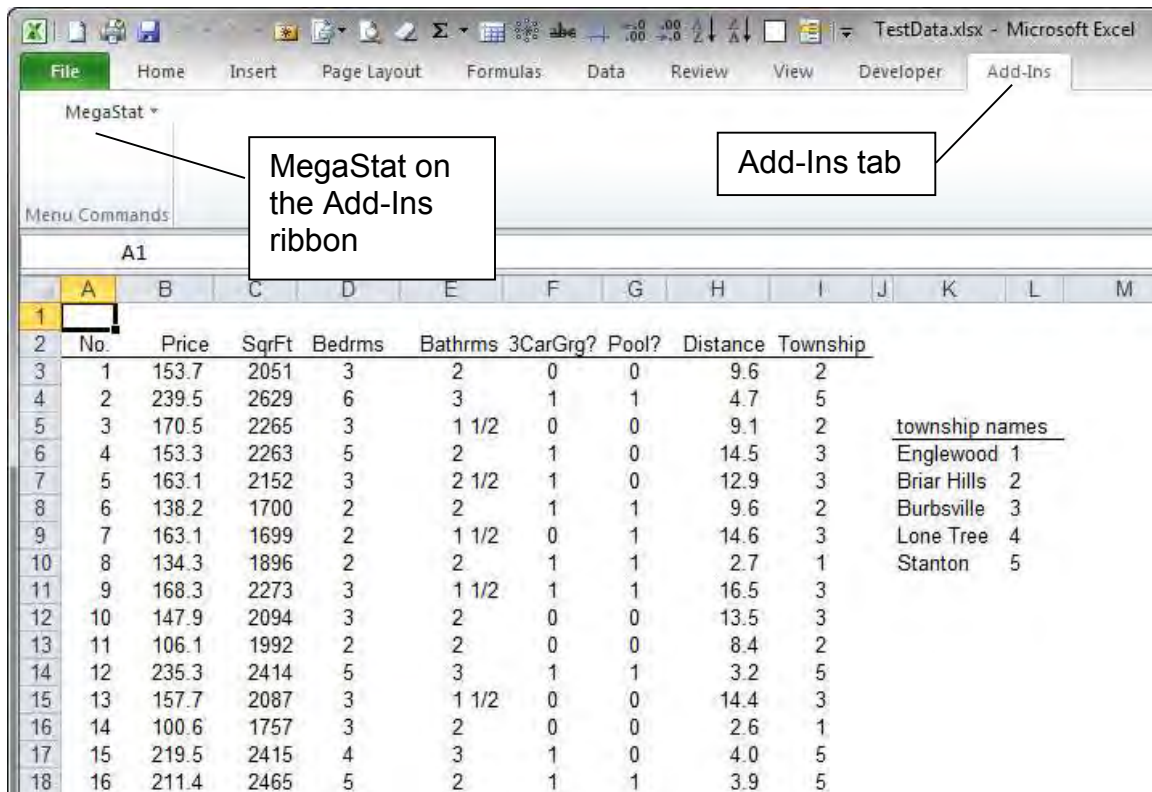 TestData.xlsx - Microsoft Excel
File Home Insert Page Layout Formulas Data Review View Developer Add-Ins
MegaStat
MegaStat on
the Add-Ins
ribbon
Add-Ins tab
Menu Commands
A1
A B C D E F G H I J K L M
1
2 No. Price SqrFt Bedrms Bathrms 3CarGrg? Pool? Distance Township
3 1 153.7 2051 3 2 0 0 9.6 2
4 2 239.5 2629 6 3 1 1 4.7 5
5 3 170.5 2265 3 1 1/2 0 0 9.1 2 township names
6 4 153.3 2263 5 2 1 0 14.5 3 Englewood 1
7 5 163.1 2152 3 2 1/2 1 0 12.9 3 Briar Hills 2
8 6 138.2 1700 2 2 1 1 9.6 2 Burbsville 3
9 7 163.1 1699 2 1 1/2 0 1 14.6 3 Lone Tree 4
10 8 134.3 1896 2 2 1 1 2.7 1 Stanton 5
11 9 168.3 2273 3 1 1/2 1 1 16.5 3
12 10 147.9 2094 3 2 0 0 13.5 3
13 11 106.1 1992 2 2 0 0 8.4 2
14 12 235.3 2414 5 3 1 1 3.2 5
15 13 157.7 2087 3 1 1/2 0 0 14.4 3
16 14 100.6 1757 3 2 0 0 2.6 1
17 15 219.5 2415 4 3 1 0 4.0 5
18 16 211.4 2465 5 2 1 1 3.9 5